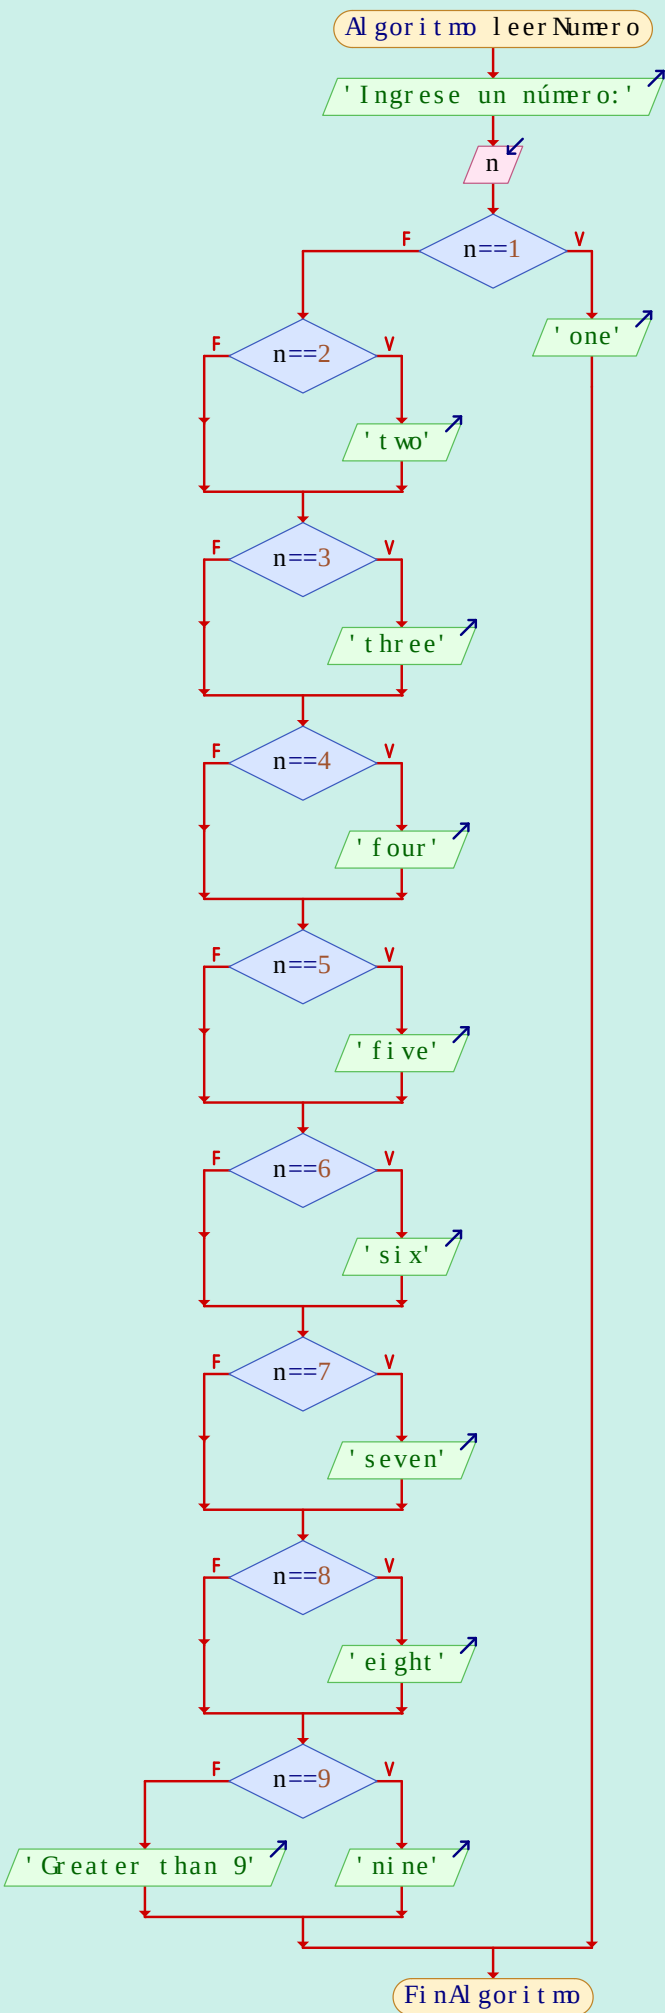 Algoritmo leerNumero
'Ingrese un número:'
n
n==1
F
V
'one'
n==2
F
V
'two'
n==3
F
V
'three'
n==4
F
V
'four'
n==5
F
V
'five'
n==6
F
V
'six'
n==7
F
V
'seven'
n==8
F
V
'eight'
n==9
F
V
'Greater than 9'
'nine'
FinAlgoritmo